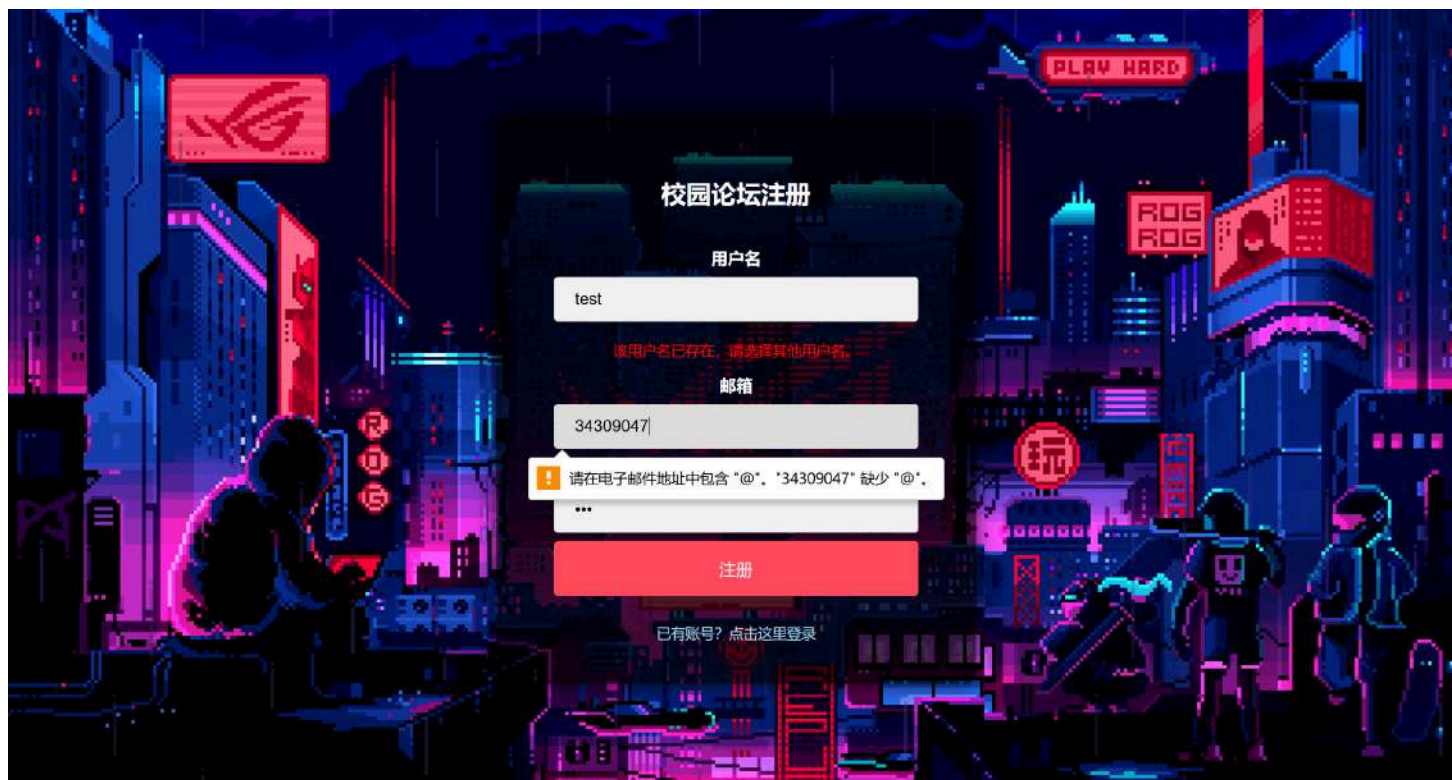 PLAY HARD
ROG
ROG
校园论坛注册
用户名
test
该用户名已存在，请选择其他用户名。
邮箱
34309047
请在电子邮件地址中包含 "@"。"34309047" 缺少 "@"。
•••
注册
已有账号？点击这里登录
R
O
G
玩